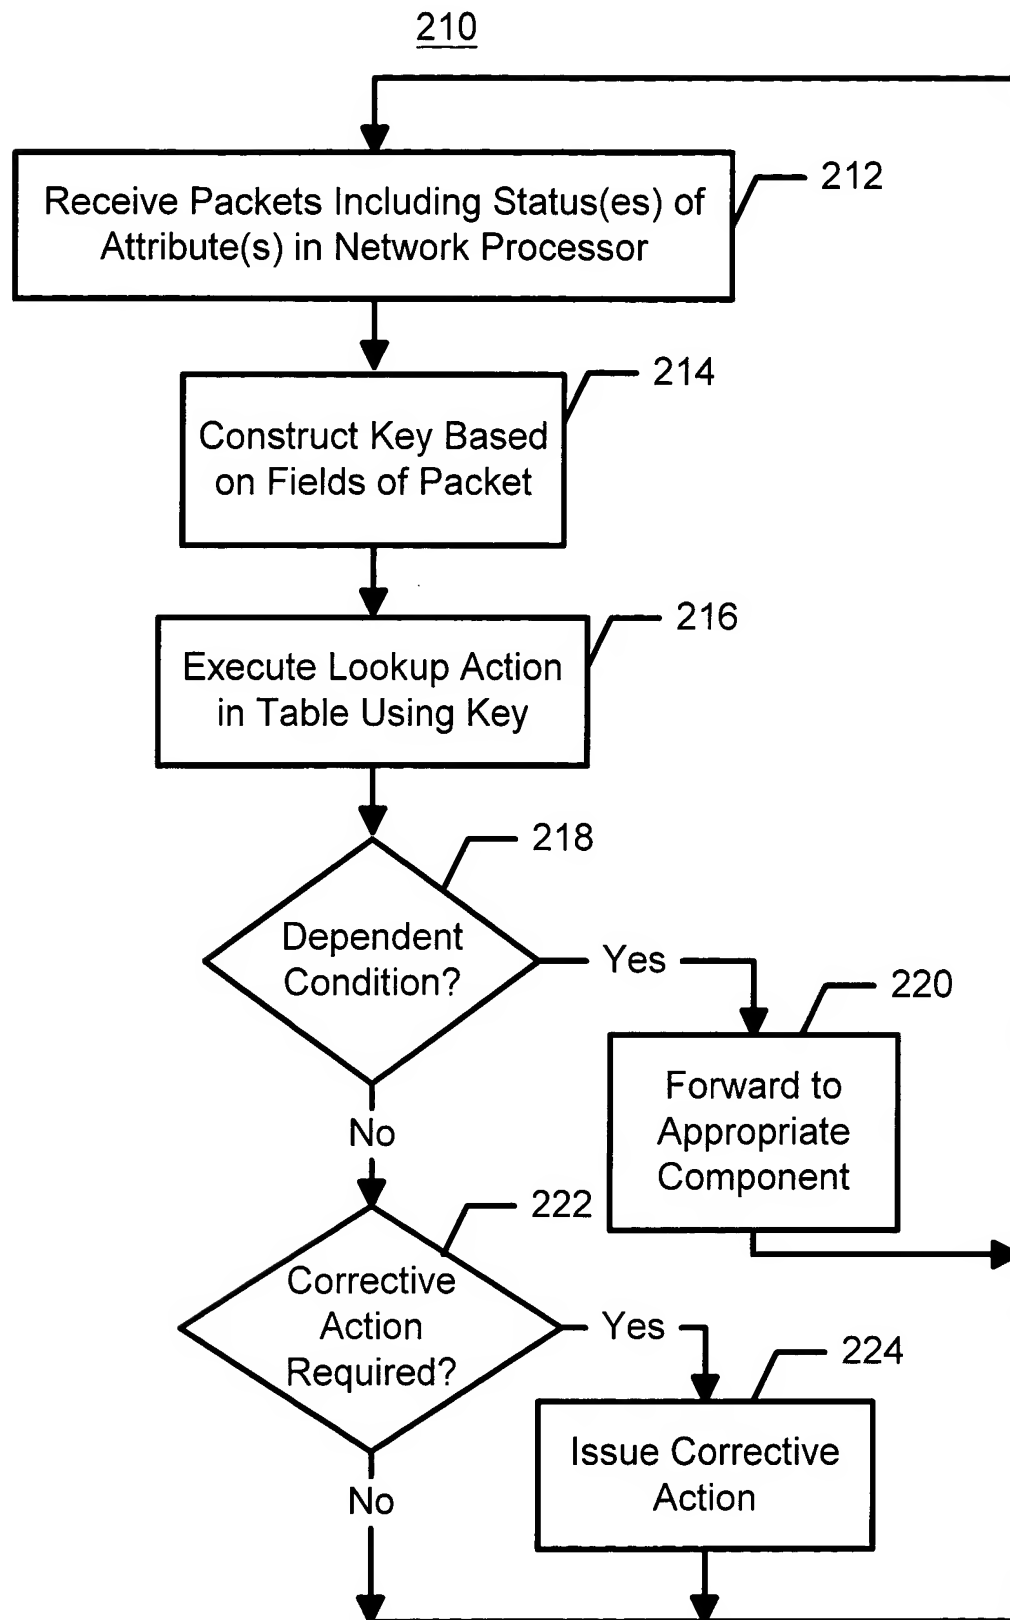 210
Receive Packets Including Status(es) of
Attribute(s) in Network Processor
212
214
Construct Key Based
on Fields of Packet
216
Execute Lookup Action
in Table Using Key
218
Dependent
Condition?
Yes
220
Forward to
Appropriate
Component
No
222
Corrective
Action
Required?
Yes
224
Issue Corrective
Action
No